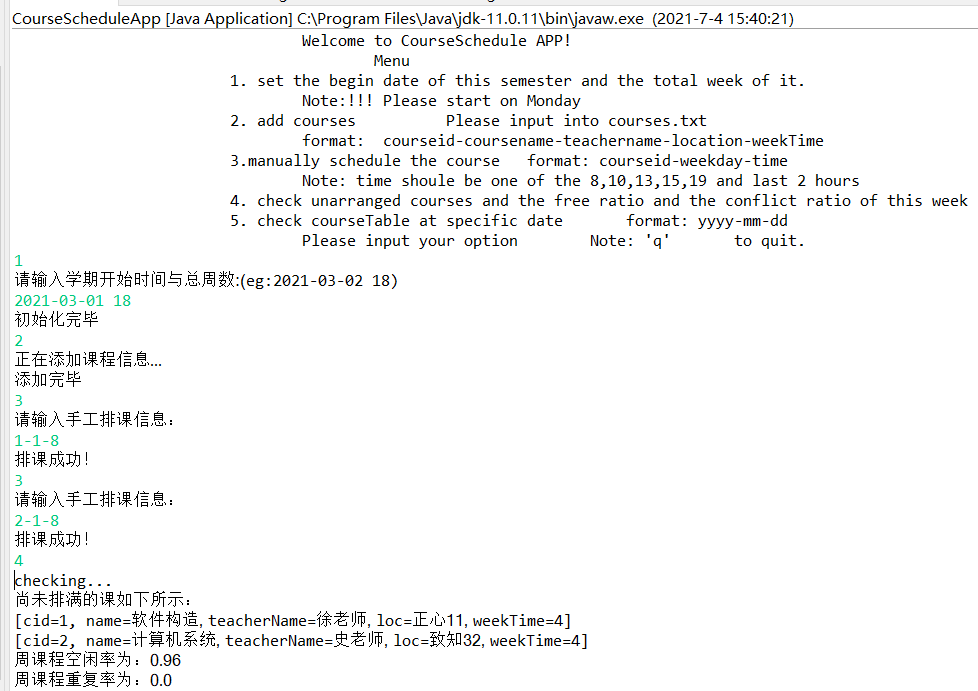 CourseScheduleApp [Java Application] C:\Program Files\Java\jdk-11.0.11\bin\javaw.exe  (2021-7-4 15:40:21)
Welcome to CourseSchedule APP!
Menu
1. set the begin date of this semester and the total week of it.
Note:!!! Please start on Monday
2. add courses          Please input into courses.txt
format:  courseid-coursename-teachername-location-weekTime
3.manually schedule the course   format: courseid-weekday-time
Note: time shoule be one of the 8,10,13,15,19 and last 2 hours
4. check unarranged courses and the free ratio and the conflict ratio of this week
5. check courseTable at specific date       format: yyyy-mm-dd
Please input your option        Note: 'q'       to quit.
1
请输入学期开始时间与总周数:(eg:2021-03-02 18)
2021-03-01 18
初始化完毕
2
正在添加课程信息...
添加完毕
3
请输入手工排课信息：
1-1-8
排课成功！
3
请输入手工排课信息：
2-1-8
排课成功！
4
checking...
尚未排满的课如下所示：
[cid=1, name=软件构造, teacherName=徐老师, loc=正心11, weekTime=4]
[cid=2, name=计算机系统, teacherName=史老师, loc=致知32, weekTime=4]
周课程空闲率为：0.96
周课程重复率为：0.0